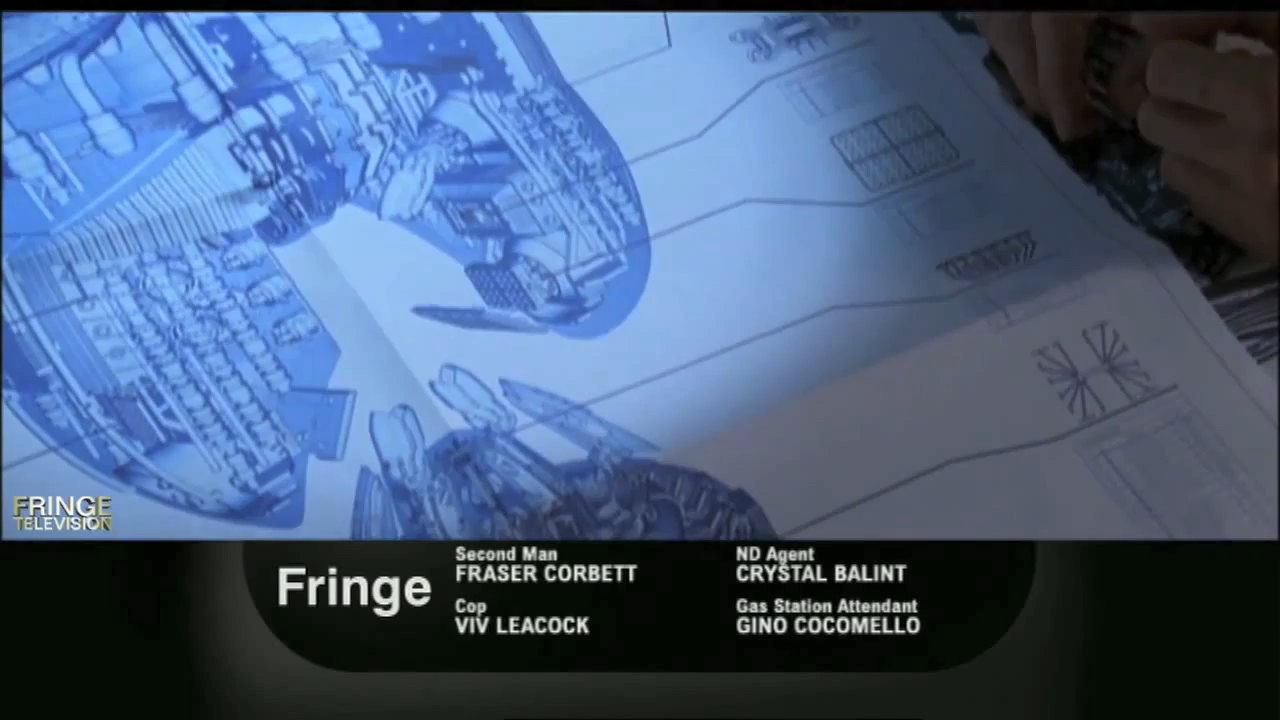 FRINGE
TELEVISION
Fringe
Second Man
FRASER CORBETT
Cop
VIV LEACOCK
ND Agent
CRYSTAL BALINT
Gas Station Attendant
GINO COCOMELLO